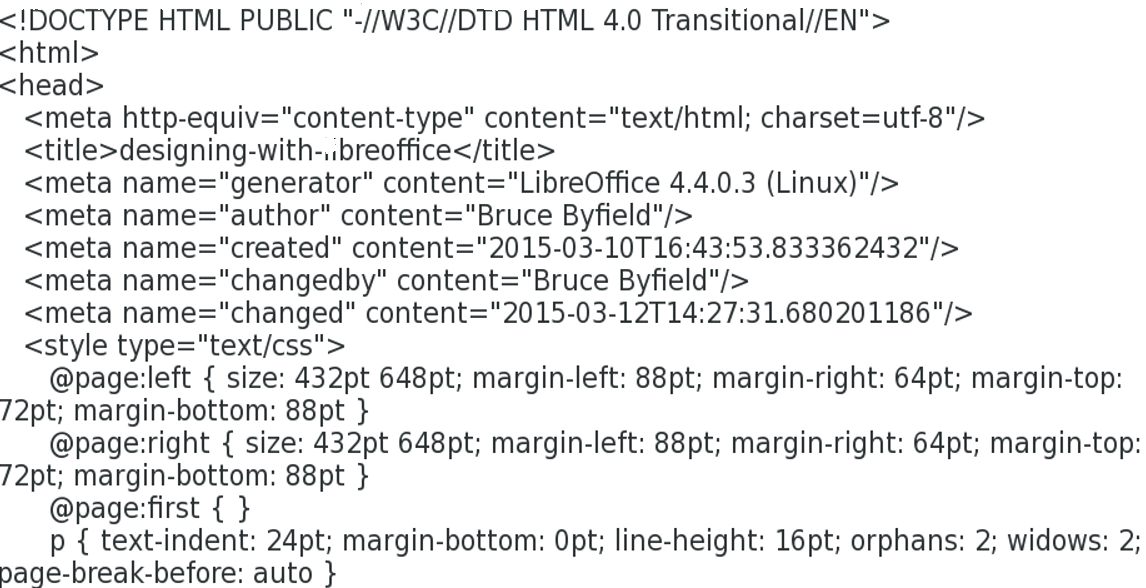 <!DOCTYPE HTML PUBLIC "-//W3C//DTD HTML 4.0 Transitional//EN">
<html>
<head>
<meta http-equiv="content-type" content="text/html; charset=utf-8"/>
<title>designing-with-libreoffice</title>
<meta name="generator" content="LibreOffice 4.4.0.3 (Linux)"/>
<meta name="author" content="Bruce Byfield"/>
<meta name="created" content="2015-03-10T16:43:53.833362432"/>
<meta name="changedby" content="Bruce Byfield"/>
<meta name="changed" content="2015-03-12T14:27:31.680201186"/>
<style type="text/css">
@page:left { size: 432pt 648pt; margin-left: 88pt; margin-right: 64pt; margin-top:
72pt; margin-bottom: 88pt }
@page:right { size: 432pt 648pt; margin-left: 88pt; margin-right: 64pt; margin-top:
72pt; margin-bottom: 88pt }
@page:first { }
p { text-indent: 24pt; margin-bottom: 0pt; line-height: 16pt; orphans: 2; widows: 2;
page-break-before: auto }